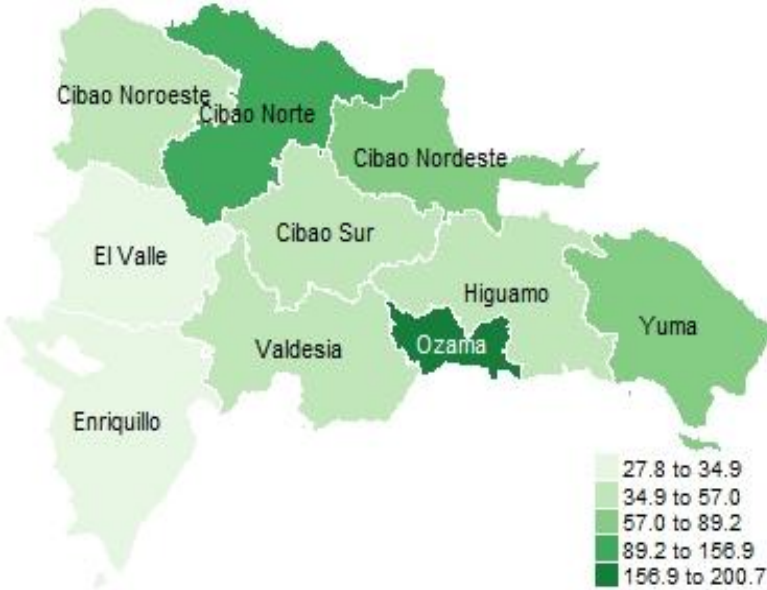 Cibao Noroeste
Cibao Norte
Cibao Nordeste
Cibao Sur
El Valle
Higuamo
Yuma
Valdesia
Ozama
Enriquillo
27.8 to 34.9
34.9 to 57.0
57.0 to 89.2
89.2 to 156.9
156.9 to 200.7